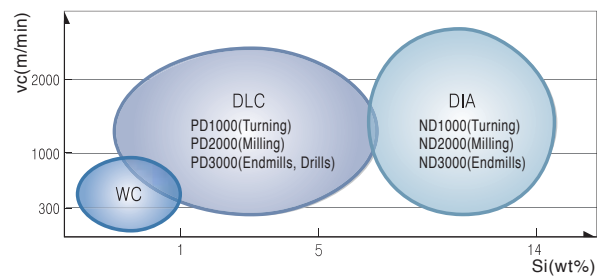 vc(m/min)
2000
1000
300
DLC
PD1000(Turning)
PD2000(Milling)
PD3000(Endmills, Drills)
DIA
ND1000(Turning)
ND2000(Milling)
ND3000(Endmills)
WC
1
5
14
Si(wt%)